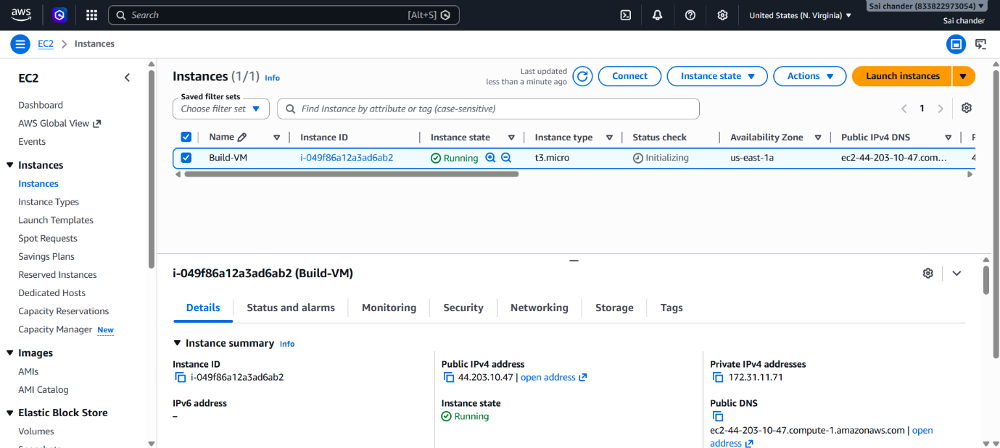 aws
Search
[Alt+S]
United States (N. Virginia)
Sai chander (833822973054)
Sai chander
EC2
Instances
EC2
Dashboard
AWS Global View
Events
Instances
Instances
Instance Types
Launch Templates
Spot Requests
Savings Plans
Reserved Instances
Dedicated Hosts
Capacity Reservations
Capacity Manager New
Images
AMIs
AMI Catalog
Elastic Block Store
Volumes
Instances (1/1) Info
Last updated
less than a minute ago
Connect
Instance state
Actions
Launch instances
Saved filter sets
Choose filter set
Find Instance by attribute or tag (case-sensitive)
1
Name Instance ID Instance state Instance type Status check Availability Zone Public IPv4 DNS
Build-VM i-049f86a12a3ad6ab2 Running t3.micro Initializing us-east-1a ec2-44-203-10-47.com... 4
i-049f86a12a3ad6ab2 (Build-VM)
Details Status and alarms Monitoring Security Networking Storage Tags
Instance summary Info
Instance ID
i-049f86a12a3ad6ab2
IPv6 address
–
Public IPv4 address
44.203.10.47 | open address
Instance state
Running
Private IPv4 addresses
172.31.11.71
Public DNS
ec2-44-203-10-47.compute-1.amazonaws.com | open
address